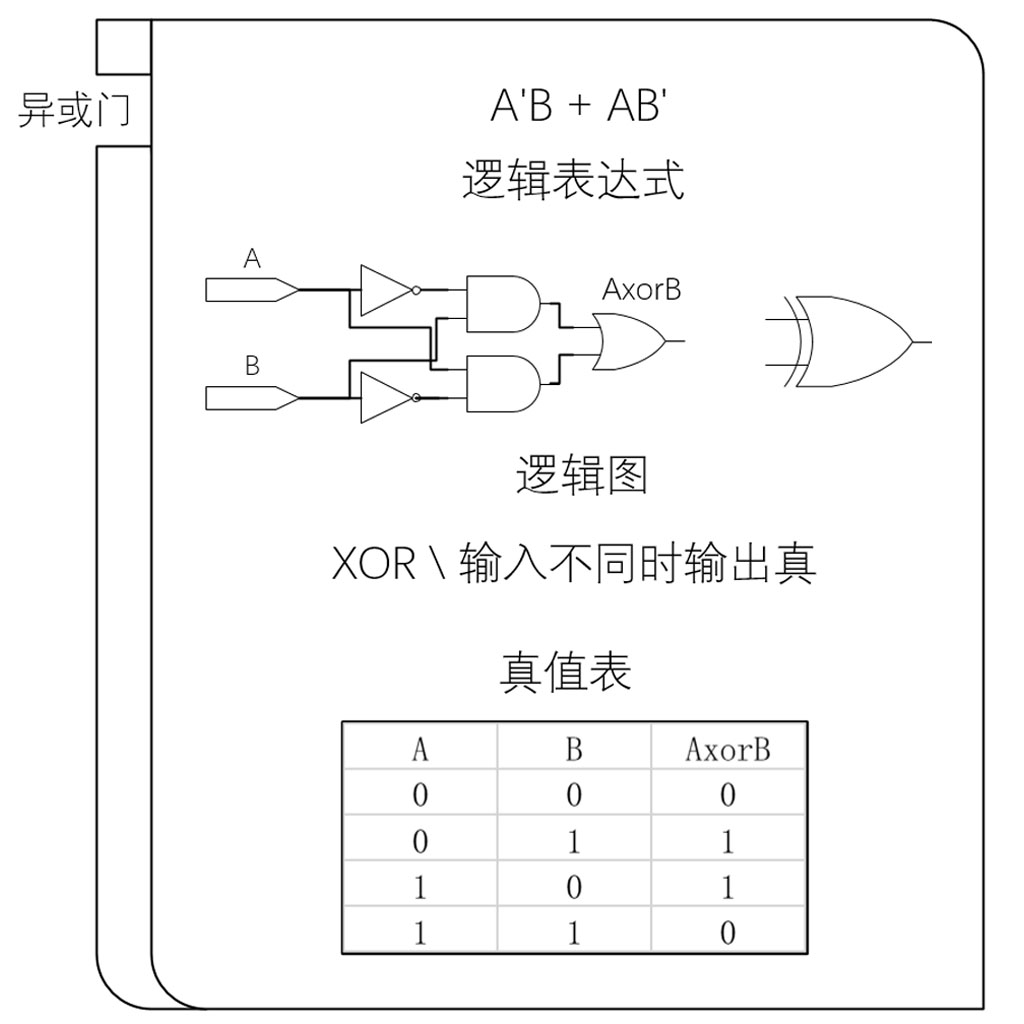 异或门
A'B + AB'
逻辑表达式
A
AxorB
B
逻辑图
XOR \ 输入不同时输出真
真值表
A B AxorB
0 0 0
0 1 1
1 0 1
1 1 0